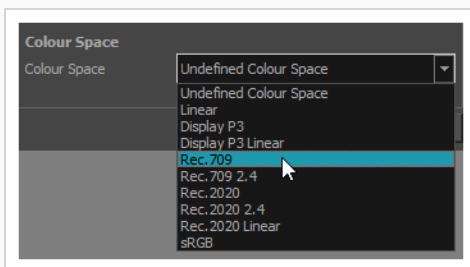 Colour Space
Colour Space Undefined Colour Space
Undefined Colour Space
Linear
Display P3
Display P3 Linear
Rec.709
Rec.709 2.4
Rec.2020
Rec.2020 2.4
Rec.2020 Linear
sRGB